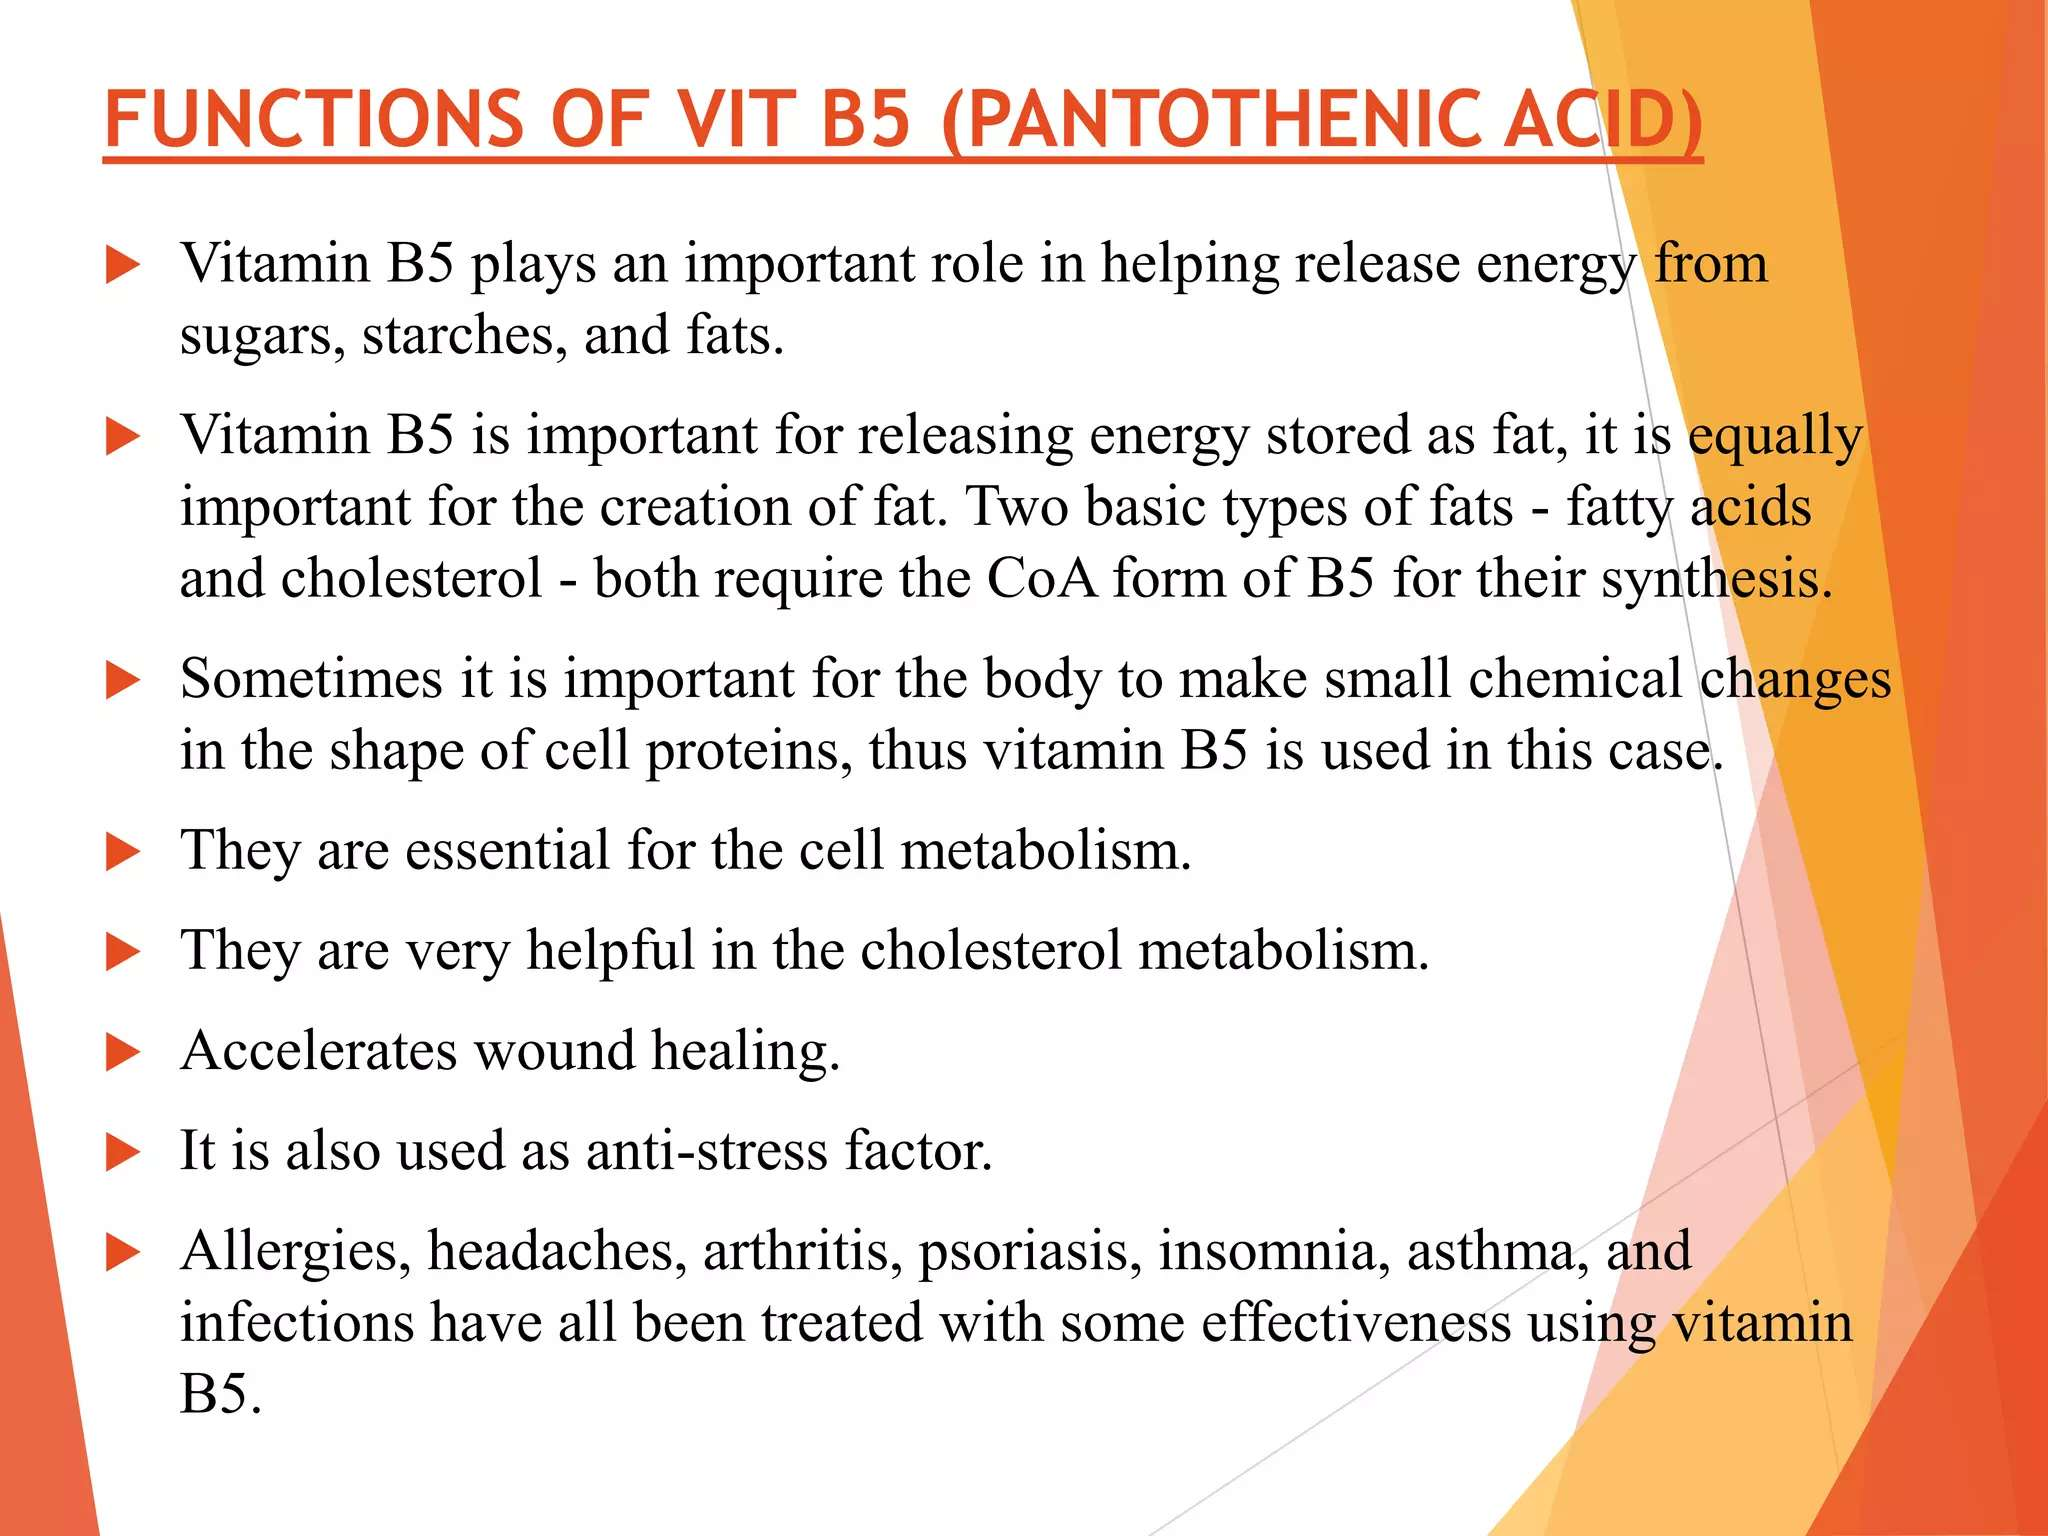 FUNCTIONS OF VIT B5 (PANTOTHENIC ACID)
Vitamin B5 plays an important role in helping release energy from
sugars, starches, and fats.
Vitamin B5 is important for releasing energy stored as fat, it is equally
important for the creation of fat. Two basic types of fats - fatty acids
and cholesterol - both require the CoA form of B5 for their synthesis.
Sometimes it is important for the body to make small chemical changes
in the shape of cell proteins, thus vitamin B5 is used in this case.
They are essential for the cell metabolism.
They are very helpful in the cholesterol metabolism.
Accelerates wound healing.
It is also used as anti-stress factor.
Allergies, headaches, arthritis, psoriasis, insomnia, asthma, and
infections have all been treated with some effectiveness using vitamin
B5.